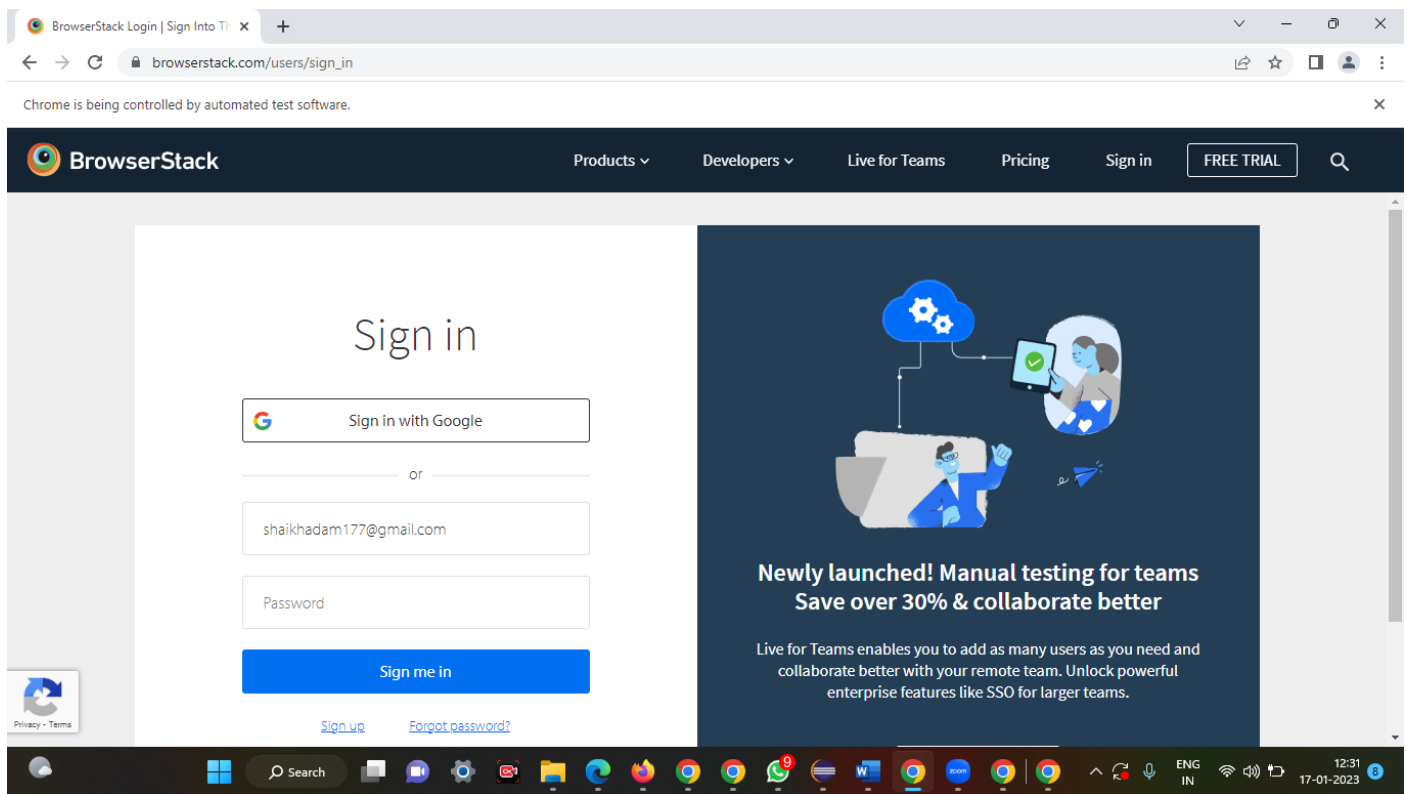 BrowserStack Login | Sign Into Th
browserstack.com/users/sign_in
Chrome is being controlled by automated test software.
BrowserStack Products Developers Live for Teams Pricing Sign in FREE TRIAL
Sign in
Sign in with Google
or
shaikhadam177@gmail.com
Password
Sign me in
Sign up Forgot password?
Privacy - Terms
Newly launched! Manual testing for teams
Save over 30% & collaborate better
Live for Teams enables you to add as many users as you need and
collaborate better with your remote team. Unlock powerful
enterprise features like SSO for larger teams.
Search
9
W
zoom
ENG
IN
12:31
17-01-2023
8